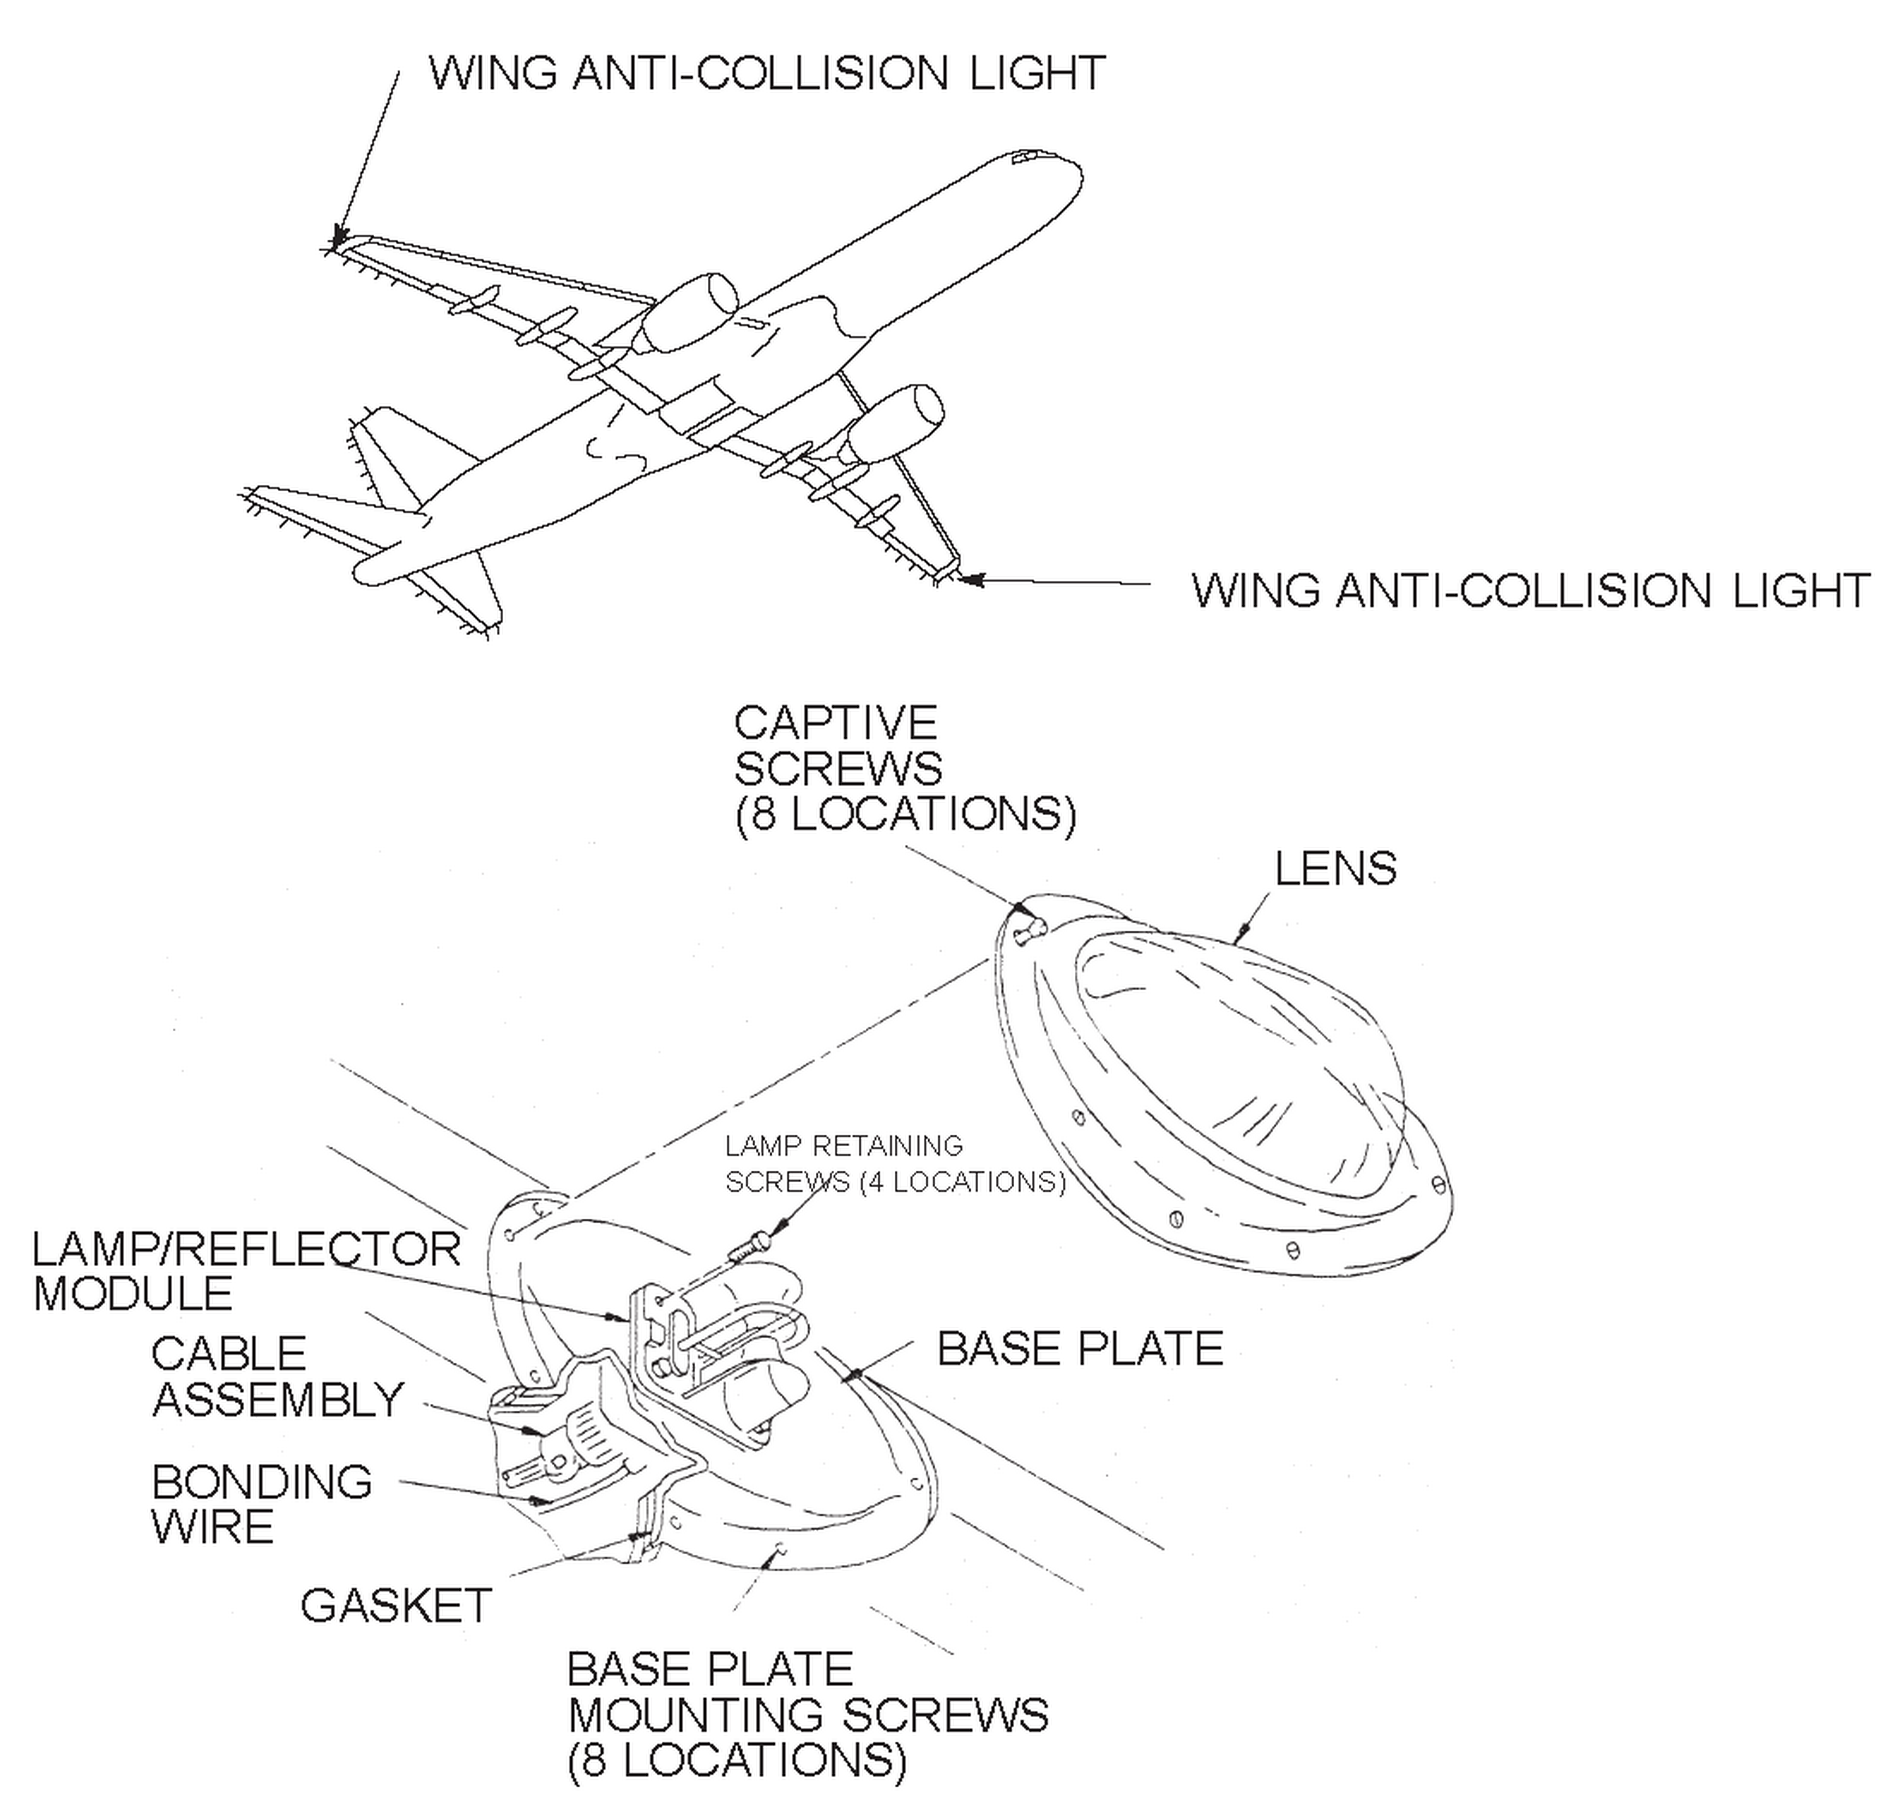 WING ANTI-COLLISION LIGHT
WING ANTI-COLLISION LIGHT
CAPTIVE
SCREWS
(8 LOCATIONS)
LENS
LAMP RETAINING
SCREWS (4 LOCATIONS)
LAMP/REFLECTOR
MODULE
CABLE
ASSEMBLY
BASE PLATE
BONDING
WIRE
GASKET
BASE PLATE
MOUNTING SCREWS
(8 LOCATIONS)